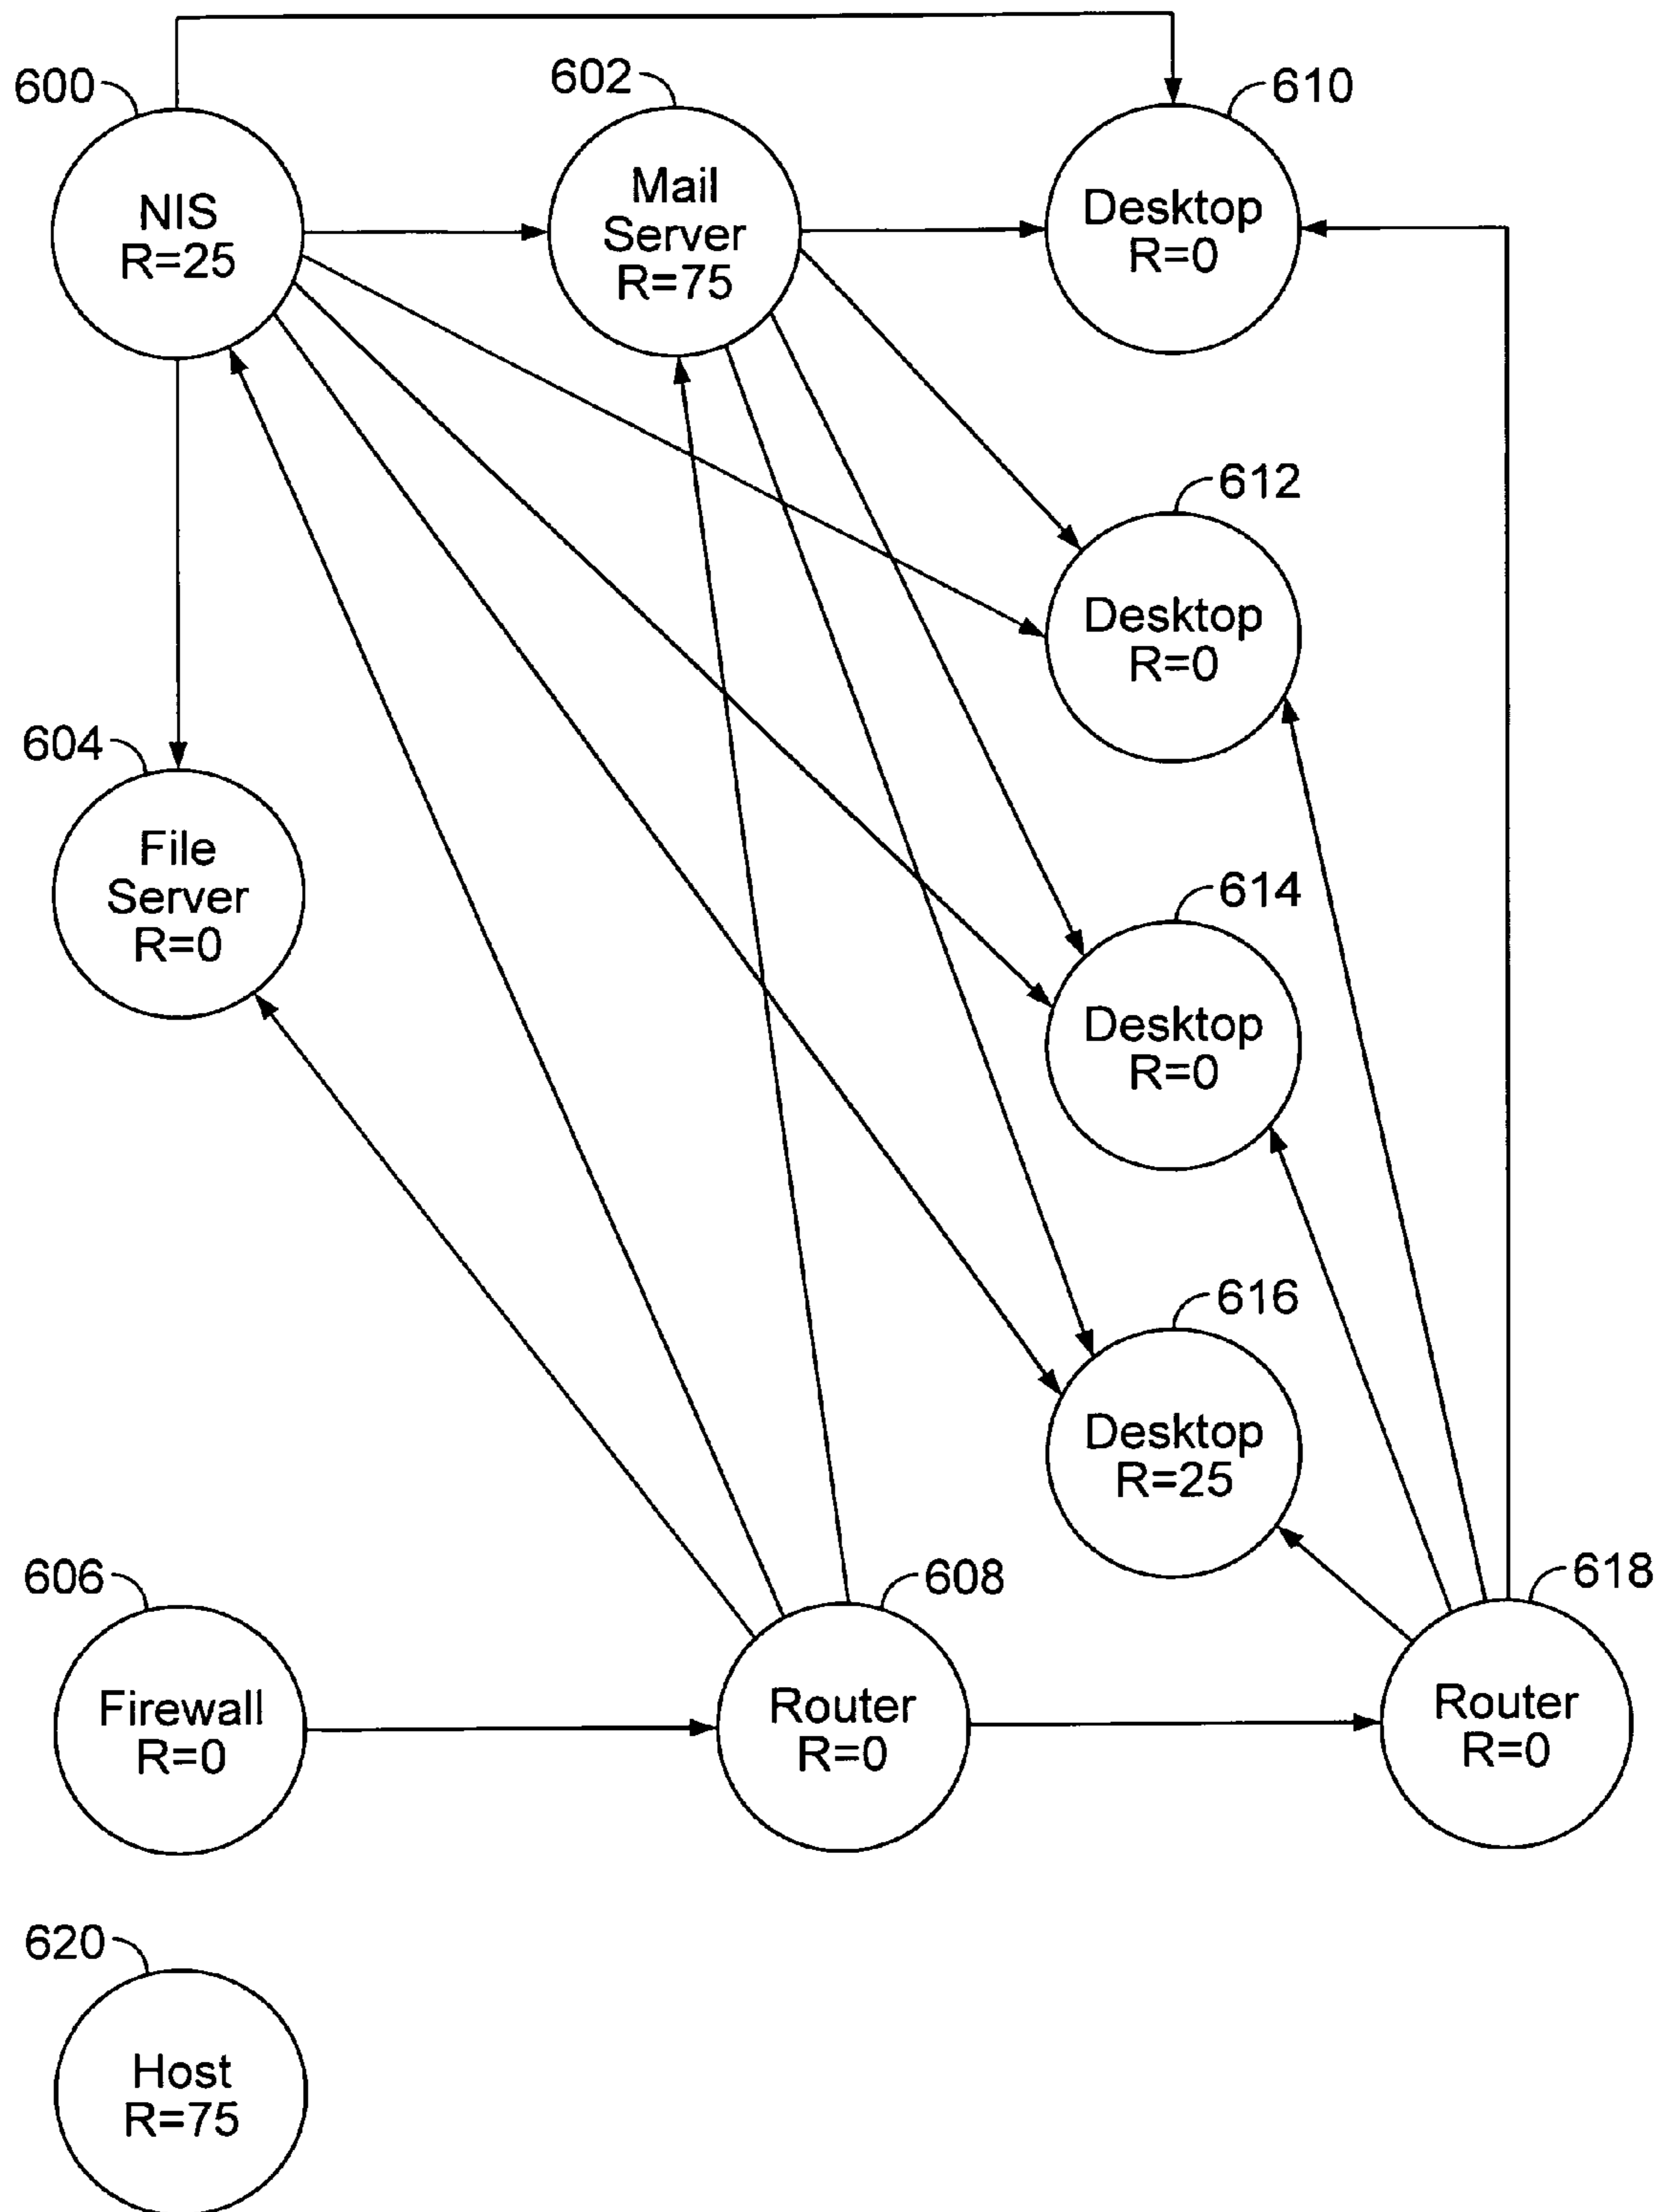 600
NIS
R=25
602
Mail
Server
R=75
610
Desktop
R=0
612
Desktop
R=0
604
File
Server
R=0
614
Desktop
R=0
616
Desktop
R=25
606
Firewall
R=0
608
Router
R=0
618
Router
R=0
620
Host
R=75